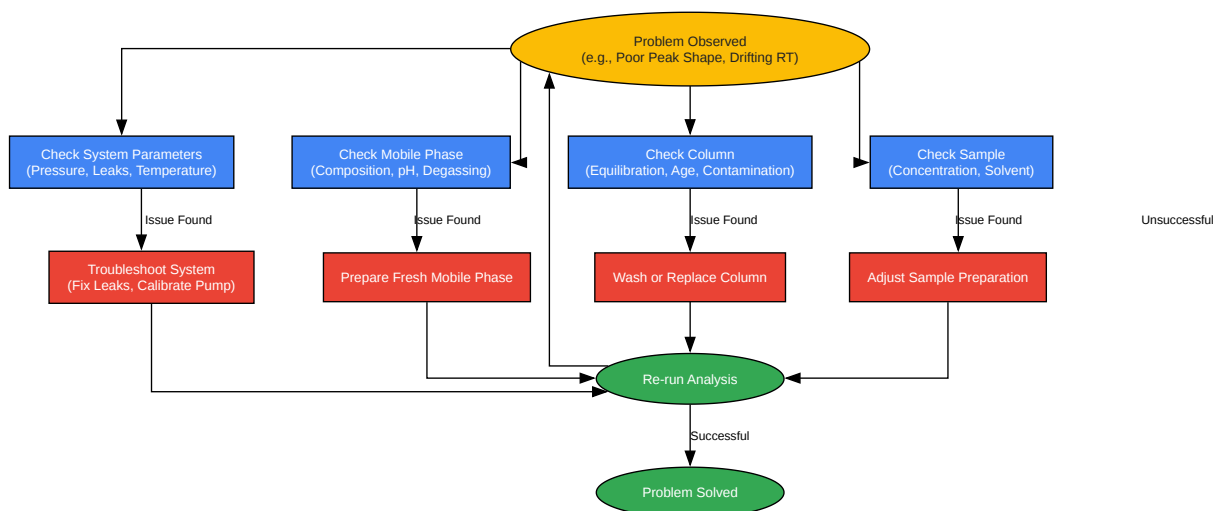 Problem Observed
(e.g., Poor Peak Shape, Drifting RT)
Check System Parameters
(Pressure, Leaks, Temperature)
Check Mobile Phase
(Composition, pH, Degassing)
Check Column
(Equilibration, Age, Contamination)
Check Sample
(Concentration, Solvent)
Issue Found
Issue Found
Issue Found
Issue Found
Unsuccessful
Troubleshoot System
(Fix Leaks, Calibrate Pump)
Prepare Fresh Mobile Phase
Wash or Replace Column
Adjust Sample Preparation
Re-run Analysis
Successful
Problem Solved